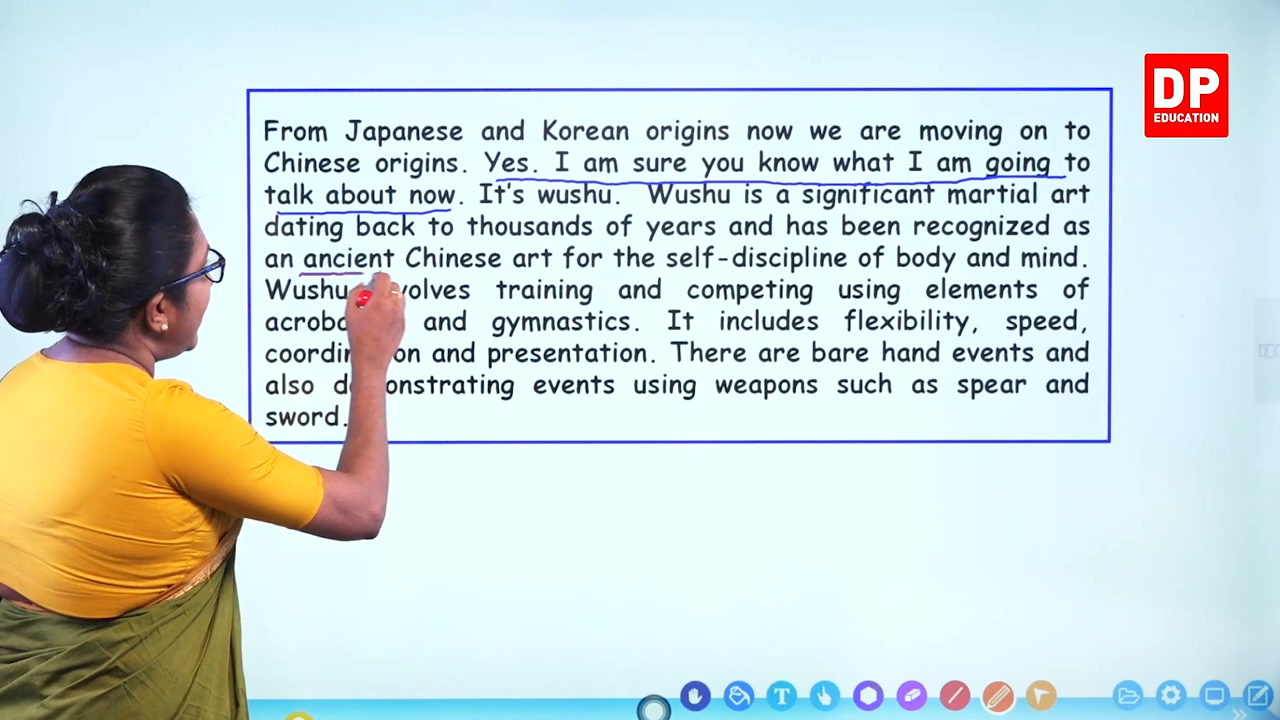 DP
EDUCATION
From Japanese and Korean origins now we are moving on to
Chinese origins. Yes. I am sure you know what I am going to
talk about now. It's wushu. Wushu is a significant martial art
dating back to thousands of years and has been recognized as
an ancient Chinese art for the self-discipline of body and mind.
Wushu volves training and competing using elements of
acroba and gymnastics. It includes flexibility, speed,
coordin on and presentation. There are bare hand events and
also d monstrating events using weapons such as spear and
sword.